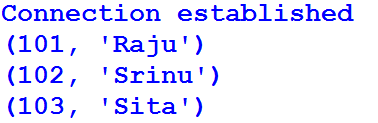 Connection established
(101, 'Raju')
(102, 'Srinu')
(103, 'Sita')